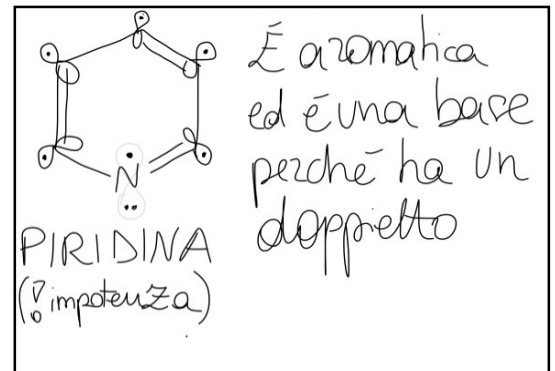 N
PIRIDINA
(? impotenza)
É aromatica
ed é una base
perché ha un
doppietto